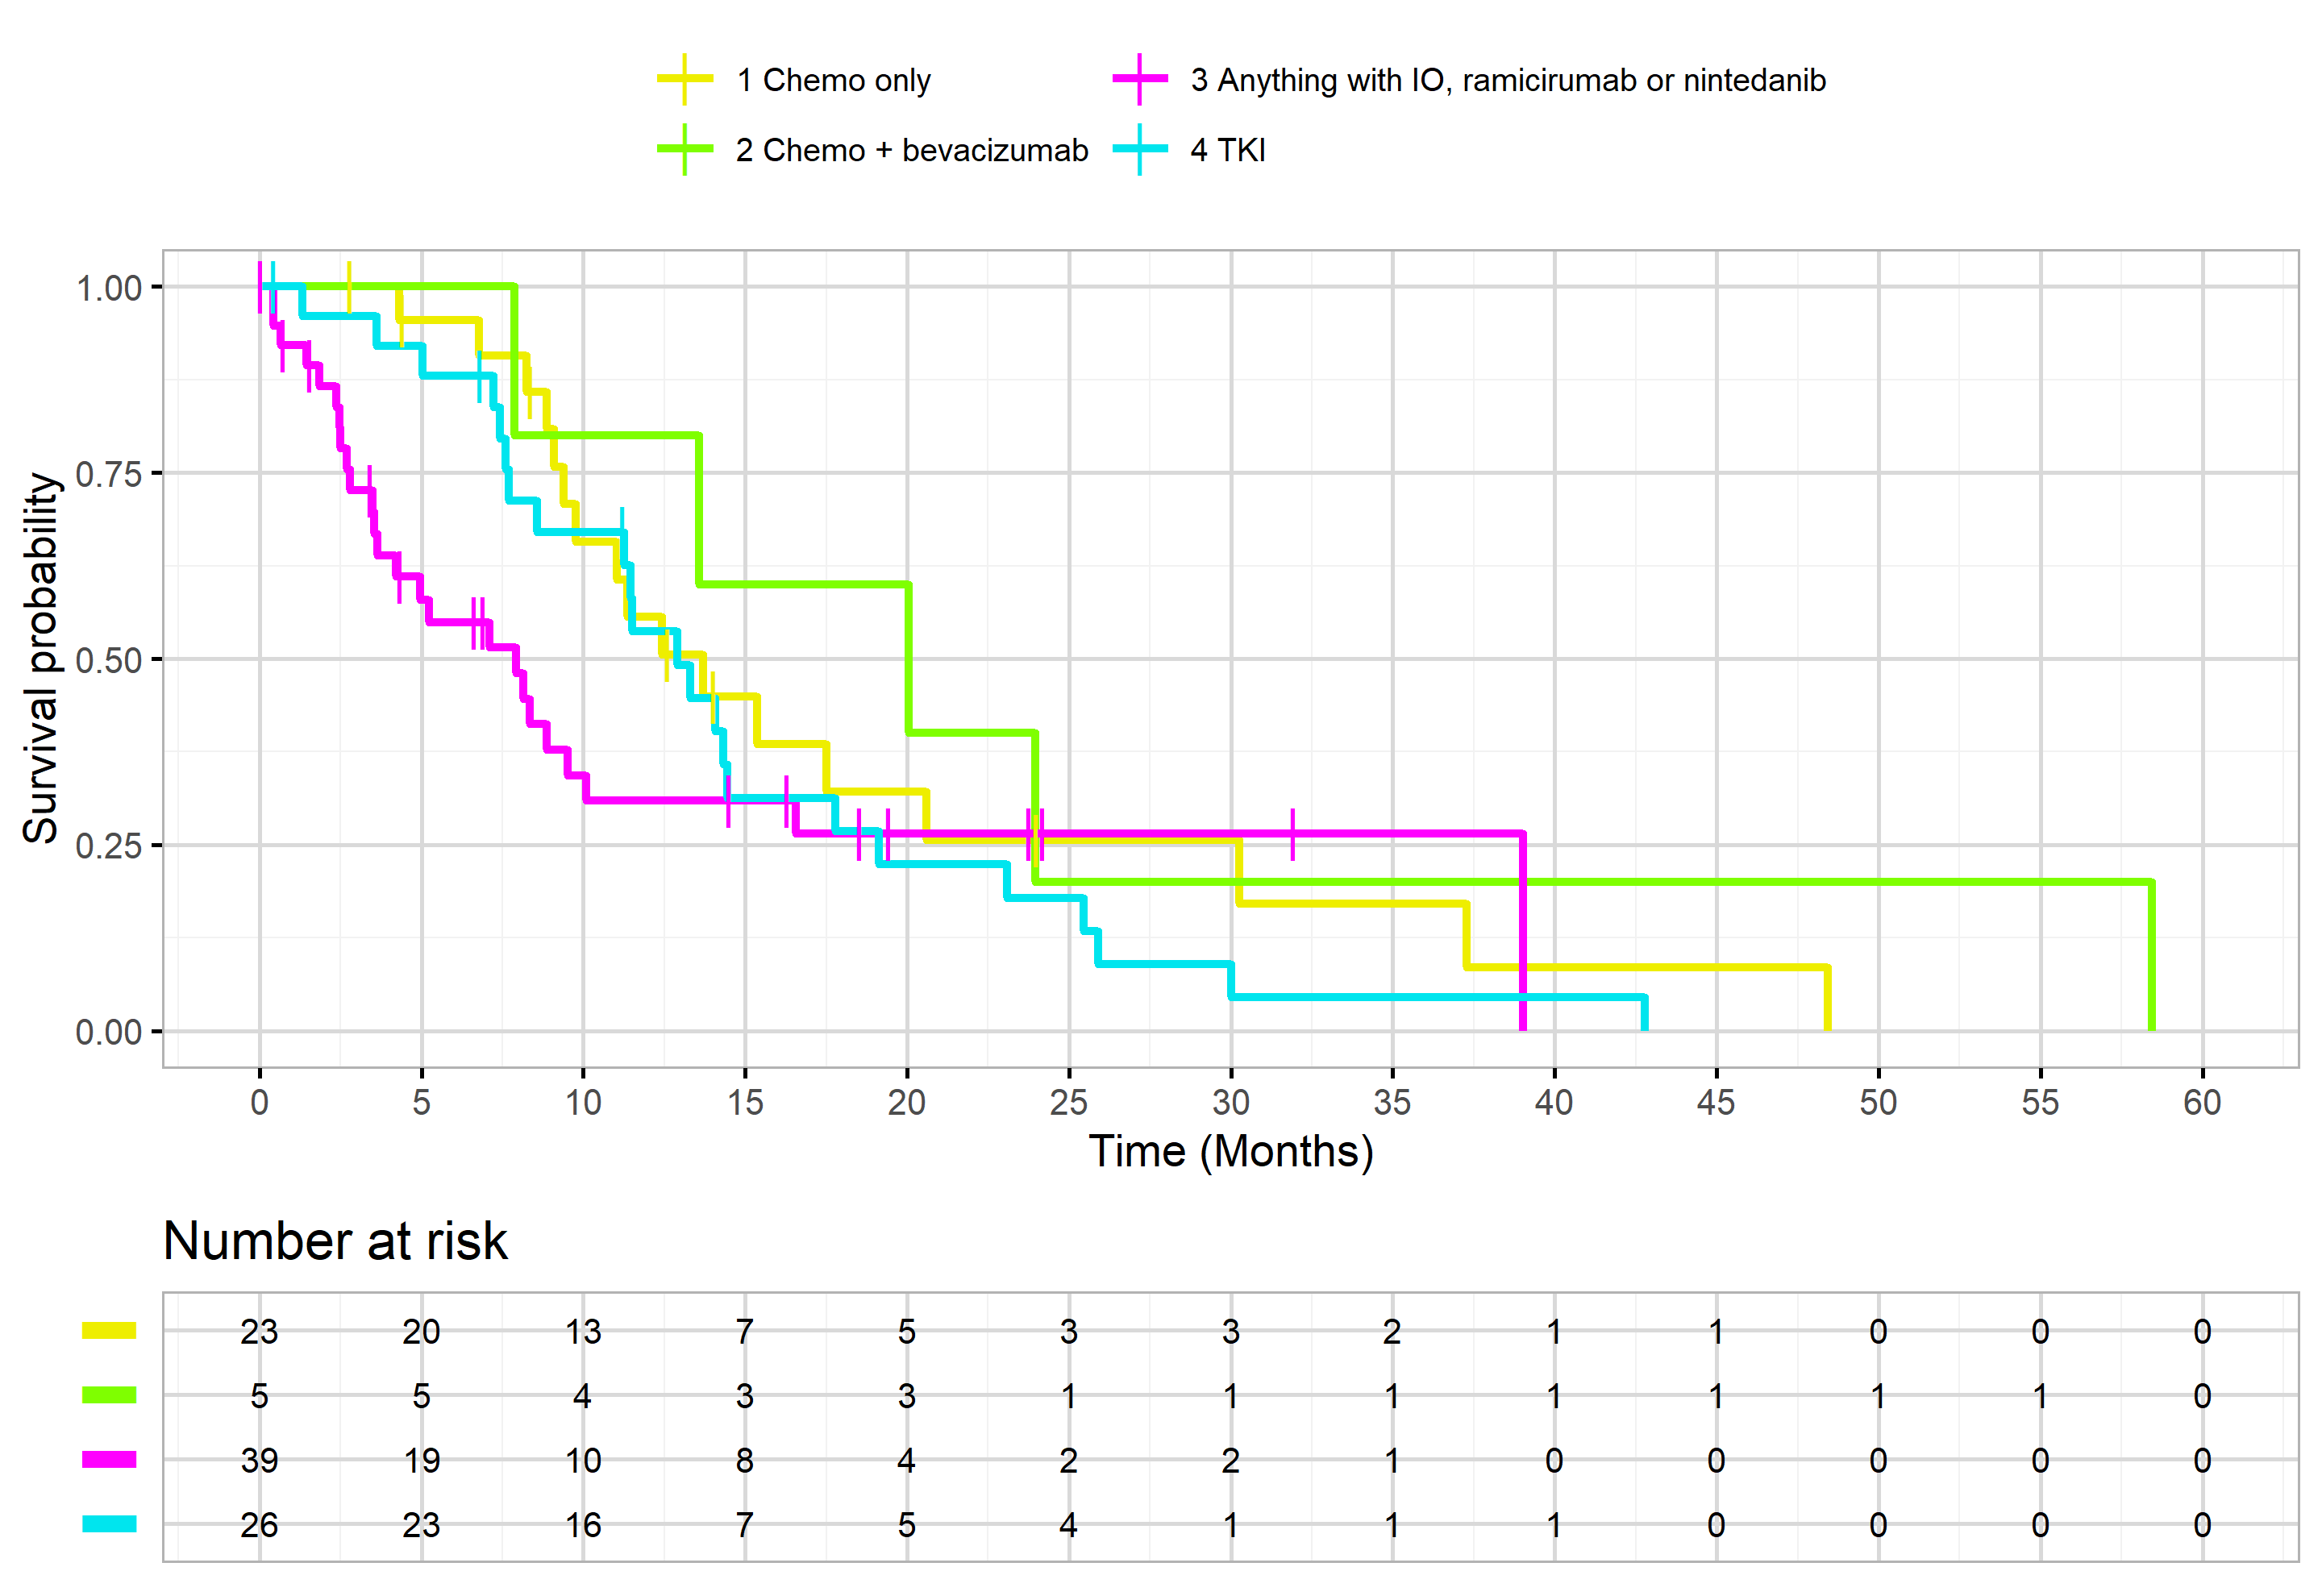 1 Chemo only
3 Anything with IO, ramicirumab or nintedanib
2 Chemo + bevacizumab
4 TKI
Survival probability
1.00
0.75
0.50
0.25
0.00
0 5 10 15 20 25 30 35 40 45 50 55 60
Time (Months)
Number at risk
23 20 13 7 5 3 3 2 1 1 0 0 0
5 5 4 3 3 1 1 1 1 1 1 1 0
39 19 10 8 4 2 2 1 0 0 0 0 0
26 23 16 7 5 4 1 1 1 0 0 0 0